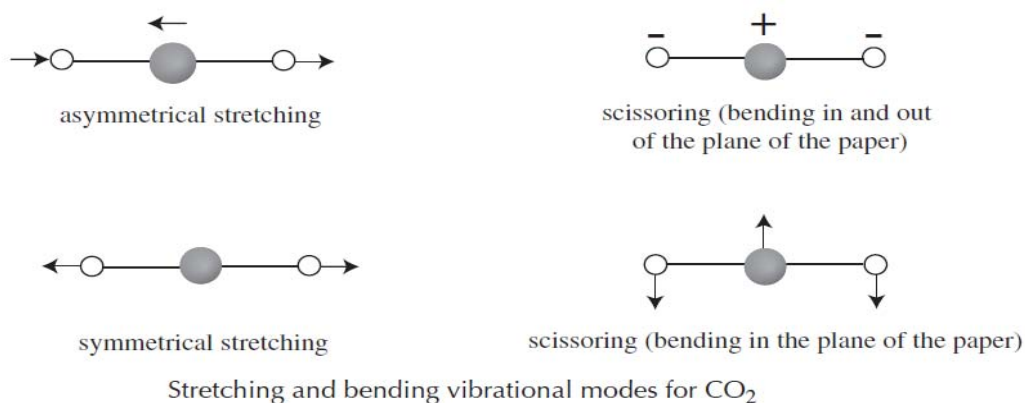 - + -
asymmetrical stretching
scissoring (bending in and out
of the plane of the paper)
symmetrical stretching
scissoring (bending in the plane of the paper)
Stretching and bending vibrational modes for CO₂